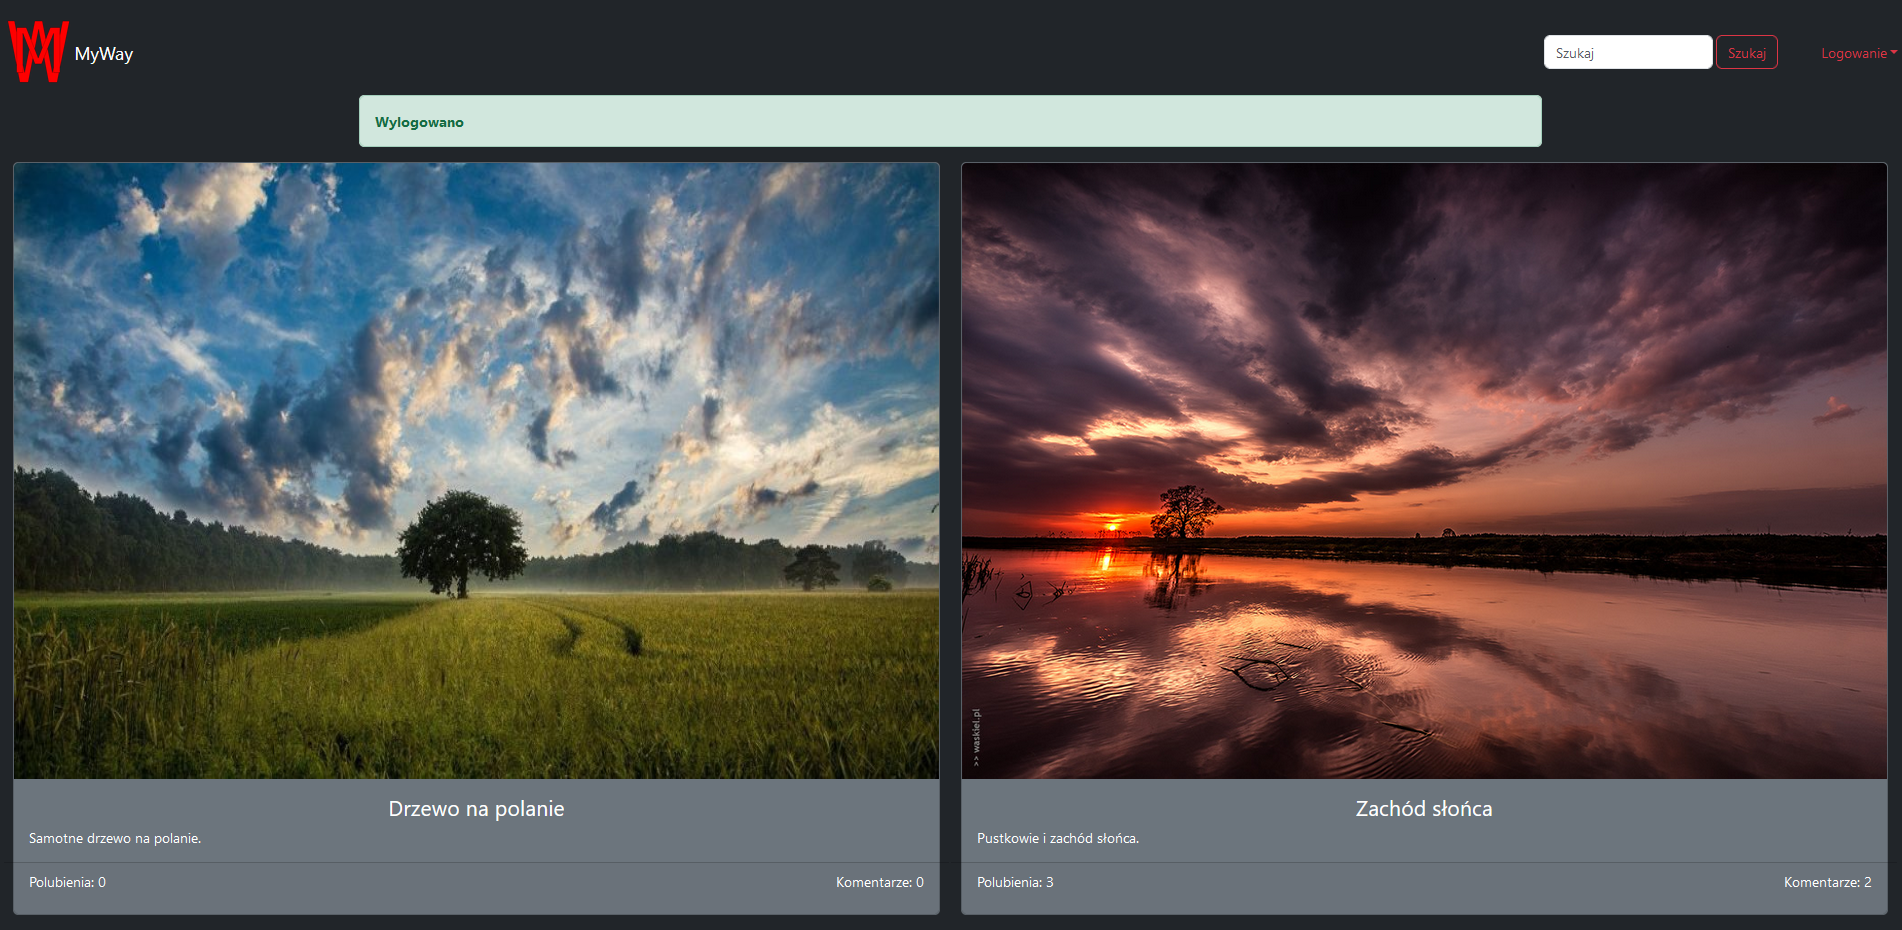 MyWay
Szukaj
Szukaj
Logowanie
Wylogowano
>> waskiel.pl
Drzewo na polanie
Samotne drzewo na polanie.
Polubienia: 0
Komentarze: 0
Zachód słońca
Pustkowie i zachód słońca.
Polubienia: 3
Komentarze: 2